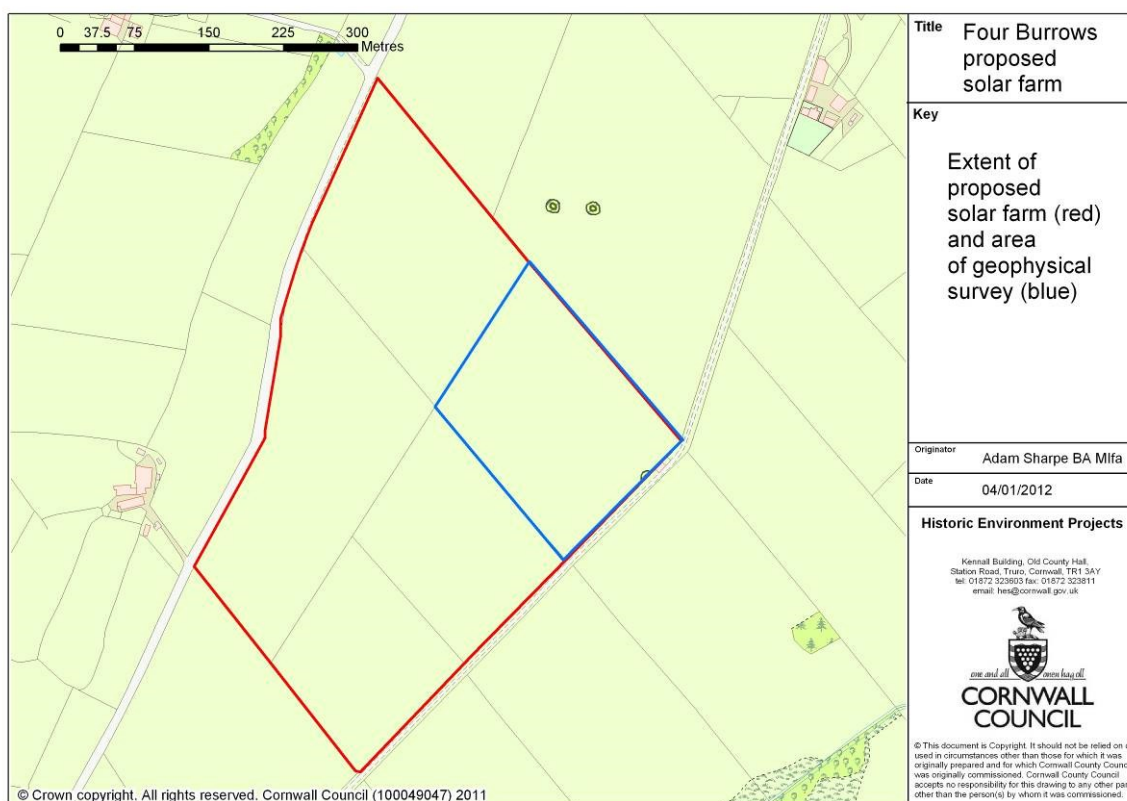 0 37.5 75 150 225 300
Metres
Title Four Burrows
proposed
solar farm
Key
Extent of
proposed
solar farm (red)
and area
of geophysical
survey (blue)
Originator Adam Sharpe BA MIfa
Date 04/01/2012
Historic Environment Projects
Kennall Building, Old County Hall,
Station Road, Truro, Cornwall, TR1 3AY
tel: 01872 323603 fax: 01872 323811
email: hes@cornwall.gov.uk
one and all onen hag oll
CORNWALL
COUNCIL
© This document is Copyright. It should not be relied on
used in circumstances other than those for which it was
originally prepared and for which Cornwall County
was originally commissioned. Cornwall County Council
accepts no responsibility for this drawing to any other
other than the person(s) by whom it was commissioned.
© Crown copyright. All rights reserved. Cornwall Council (100049047) 2011